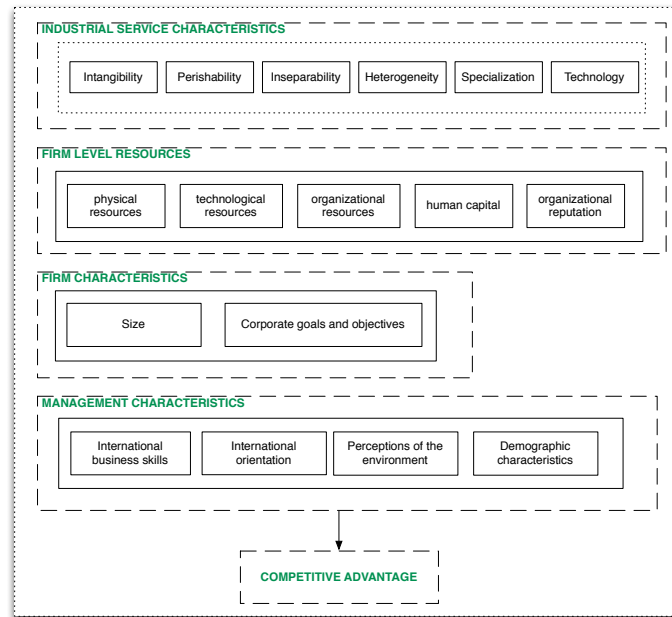 INDUSTRIAL SERVICE CHARACTERISTICS
Intangibility
Perishability
Inseparability
Heterogeneity
Specialization
Technology
FIRM LEVEL RESOURCES
physical
resources
technological
resources
organizational
resources
human capital
organizational
reputation
FIRM CHARACTERISTICS
Size
Corporate goals and objectives
MANAGEMENT CHARACTERISTICS
International
business skills
International
orientation
Perceptions of the
environment
Demographic
characteristics
COMPETITIVE ADVANTAGE